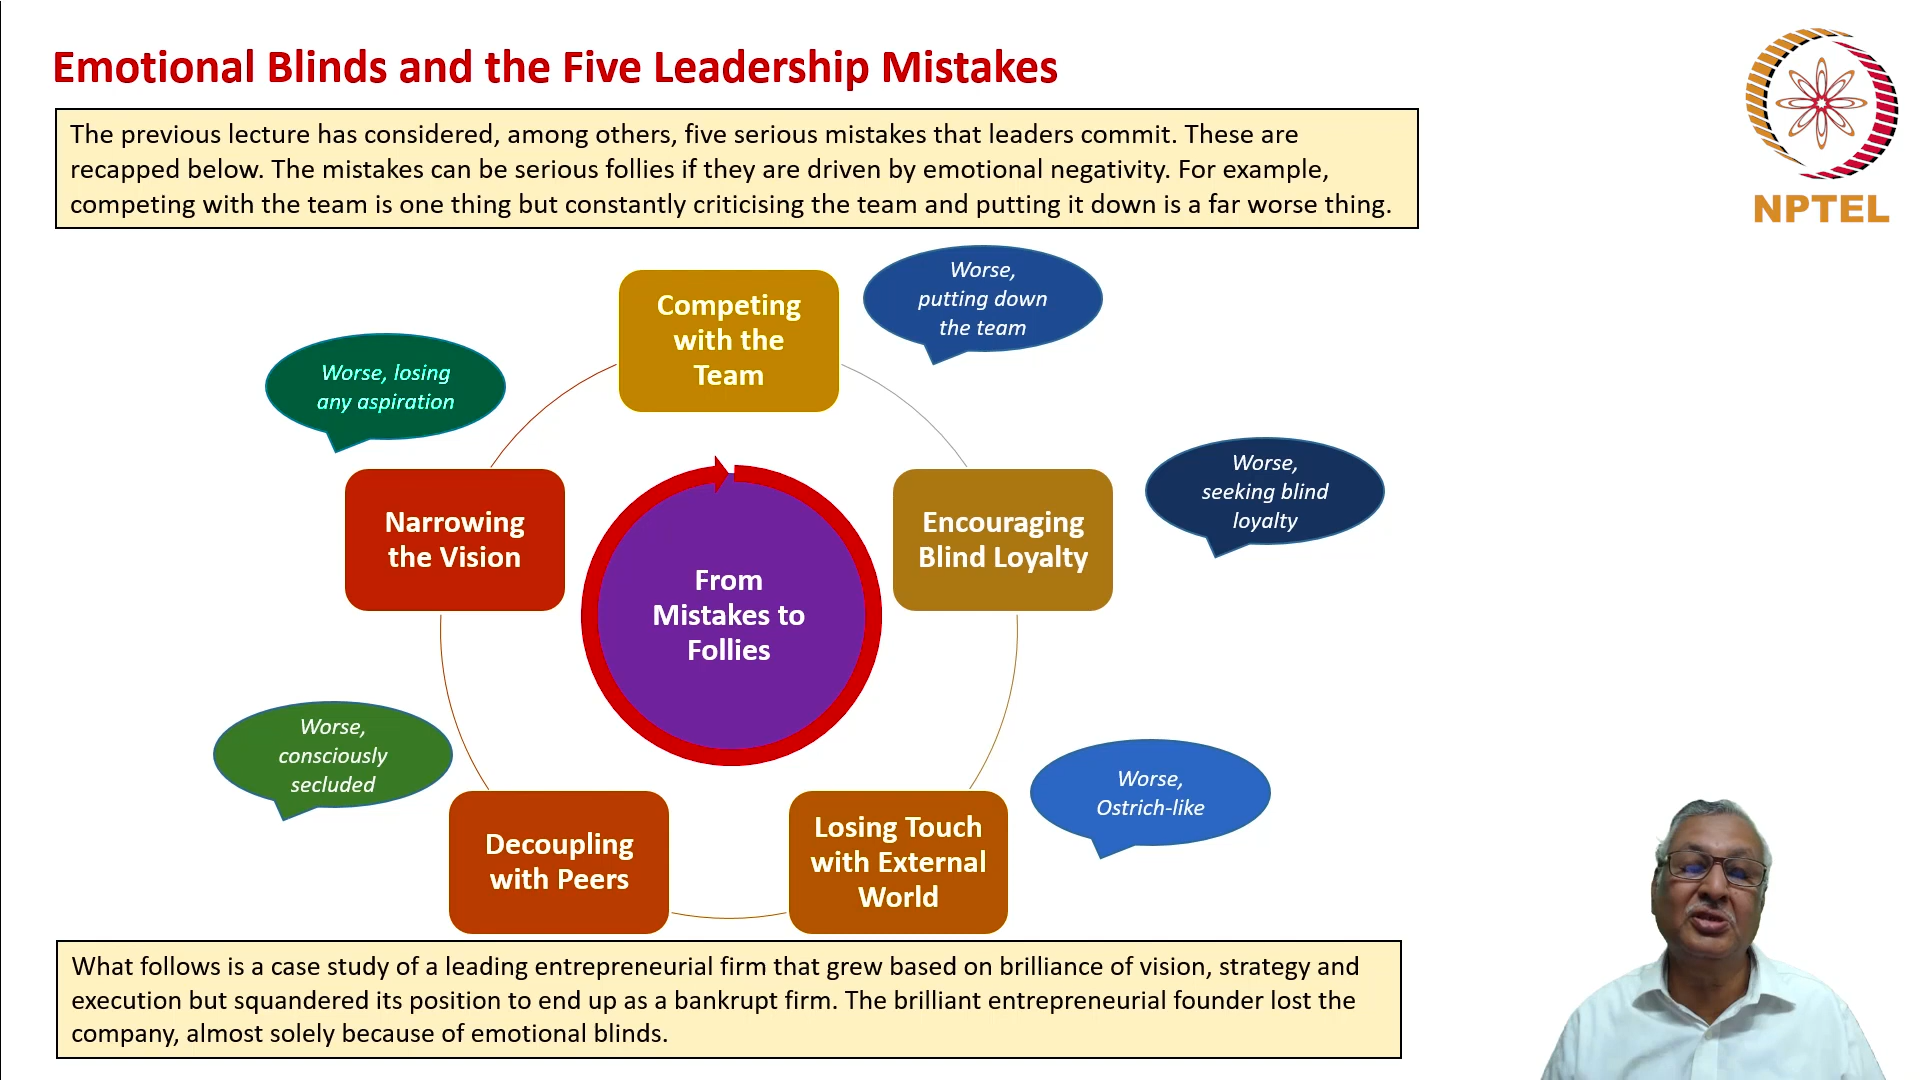 Emotional Blinds and the Five Leadership Mistakes
NPTEL
The previous lecture has considered, among others, five serious mistakes that leaders commit. These are
recapped below. The mistakes can be serious follies if they are driven by emotional negativity. For example,
competing with the team is one thing but constantly criticising the team and putting it down is a far worse thing.
Competing
with the
Team
Worse,
putting down
the team
Encouraging
Blind Loyalty
Worse,
seeking blind
loyalty
Losing Touch
with External
World
Worse,
Ostrich-like
Decoupling
with Peers
Worse,
consciously
secluded
Narrowing
the Vision
Worse, losing
any aspiration
From
Mistakes to
Follies
What follows is a case study of a leading entrepreneurial firm that grew based on brilliance of vision, strategy and
execution but squandered its position to end up as a bankrupt firm. The brilliant entrepreneurial founder lost the
company, almost solely because of emotional blinds.